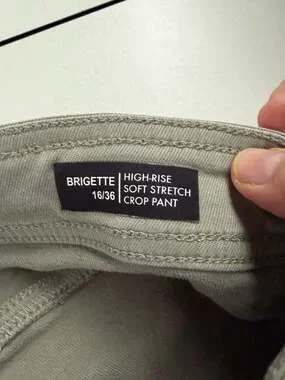 BRIGETTE
16/36
HIGH-RISE
SOFT STRETCH
CROP PANT